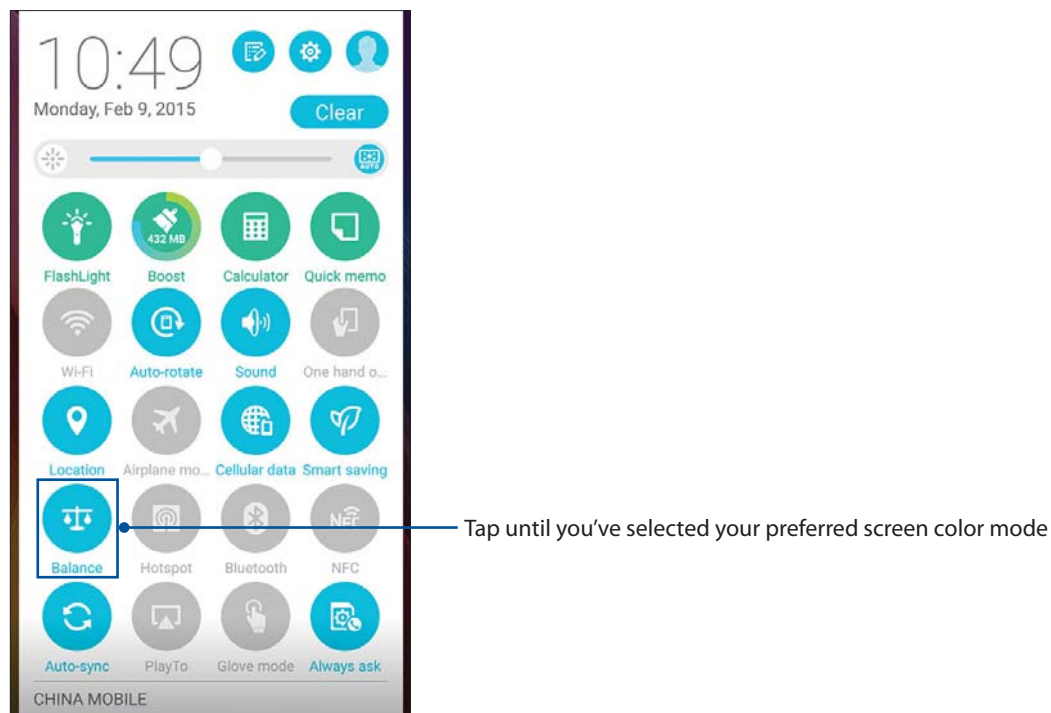 10:49
Monday, Feb 9, 2015
Clear
AUTO
432 MB
FlashLight Boost Calculator Quick memo
Wi-Fi Auto-rotate Sound One hand o...
Location Airplane mo... Cellular data Smart saving
NFC
Tap until you've selected your preferred screen color mode
Balance Hotspot Bluetooth NFC
Auto-sync PlayTo Glove mode Always ask
CHINA MOBILE